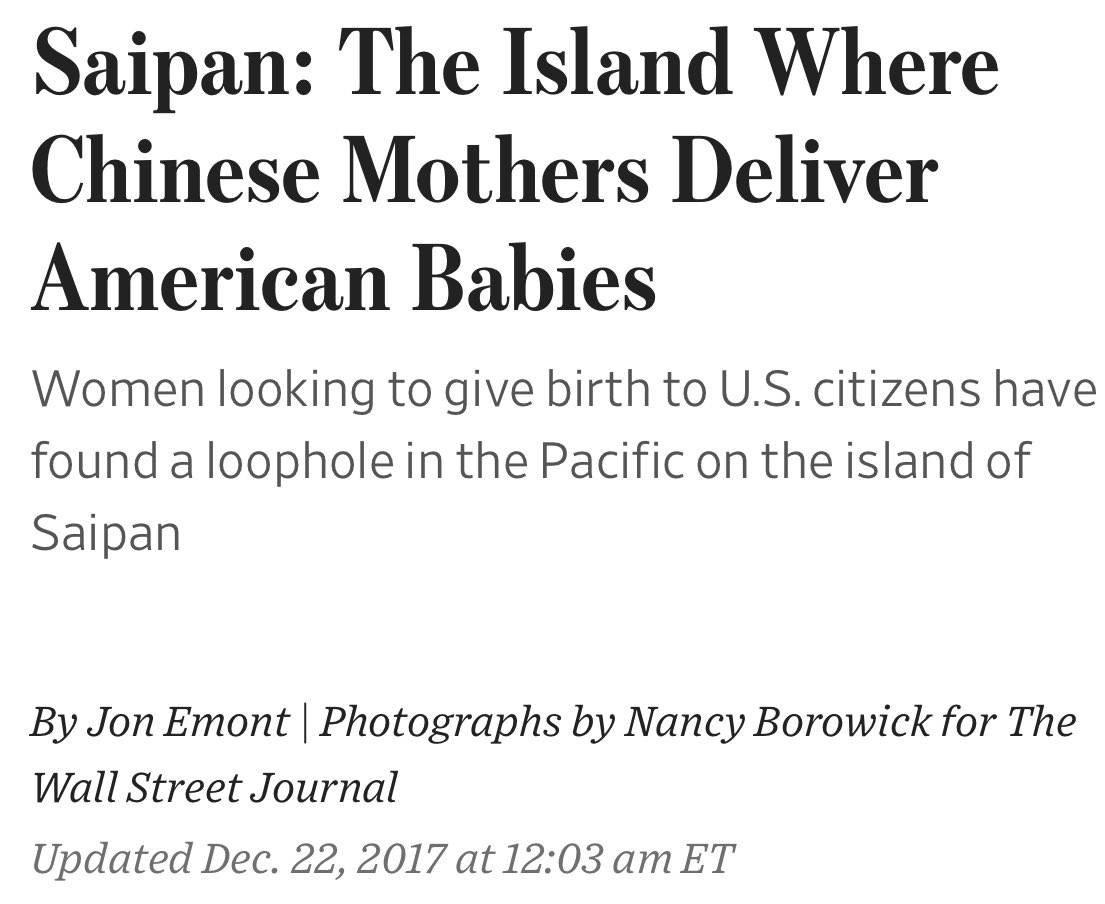 Saipan: The Island Where
Chinese Mothers Deliver
American Babies
Women looking to give birth to U.S. citizens have
found a loophole in the Pacific on the island of
Saipan
By Jon Emont | Photographs by Nancy Borowick for The
Wall Street Journal
Updated Dec. 22, 2017 at 12:03 am ET